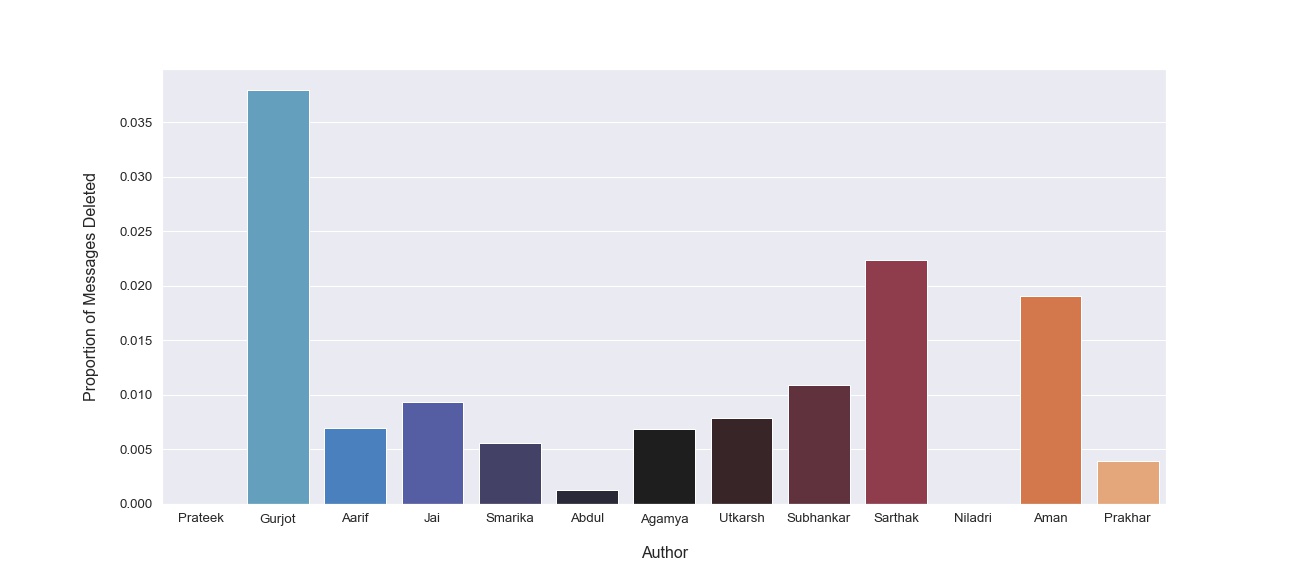 Proportion of Messages Deleted
0.035
0.030
0.025
0.020
0.015
0.010
0.005
0.000
Prateek Gurjot Aarif Jai Smarika Abdul Agamya Utkarsh Subhankar Sarthak Niladri Aman Prakhar
Author